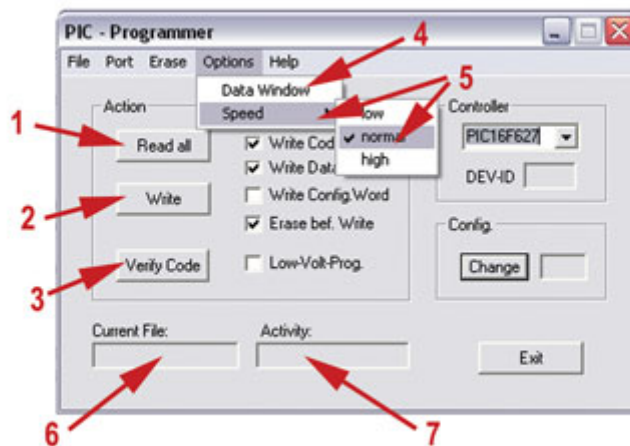 PIC - Programmer
File Port Erase Options Help
4
Data Window
Speed
5
low
normal
high
Action
Controller
1
Read all
Write Cod
PIC16F627
Write Data
DEV-ID
2
Write
Write Config.Word
Erase bef. Write
Config.
3
Verify Code
Low-Volt-Prog.
Change
Current File:
Activity:
Exit
6
7